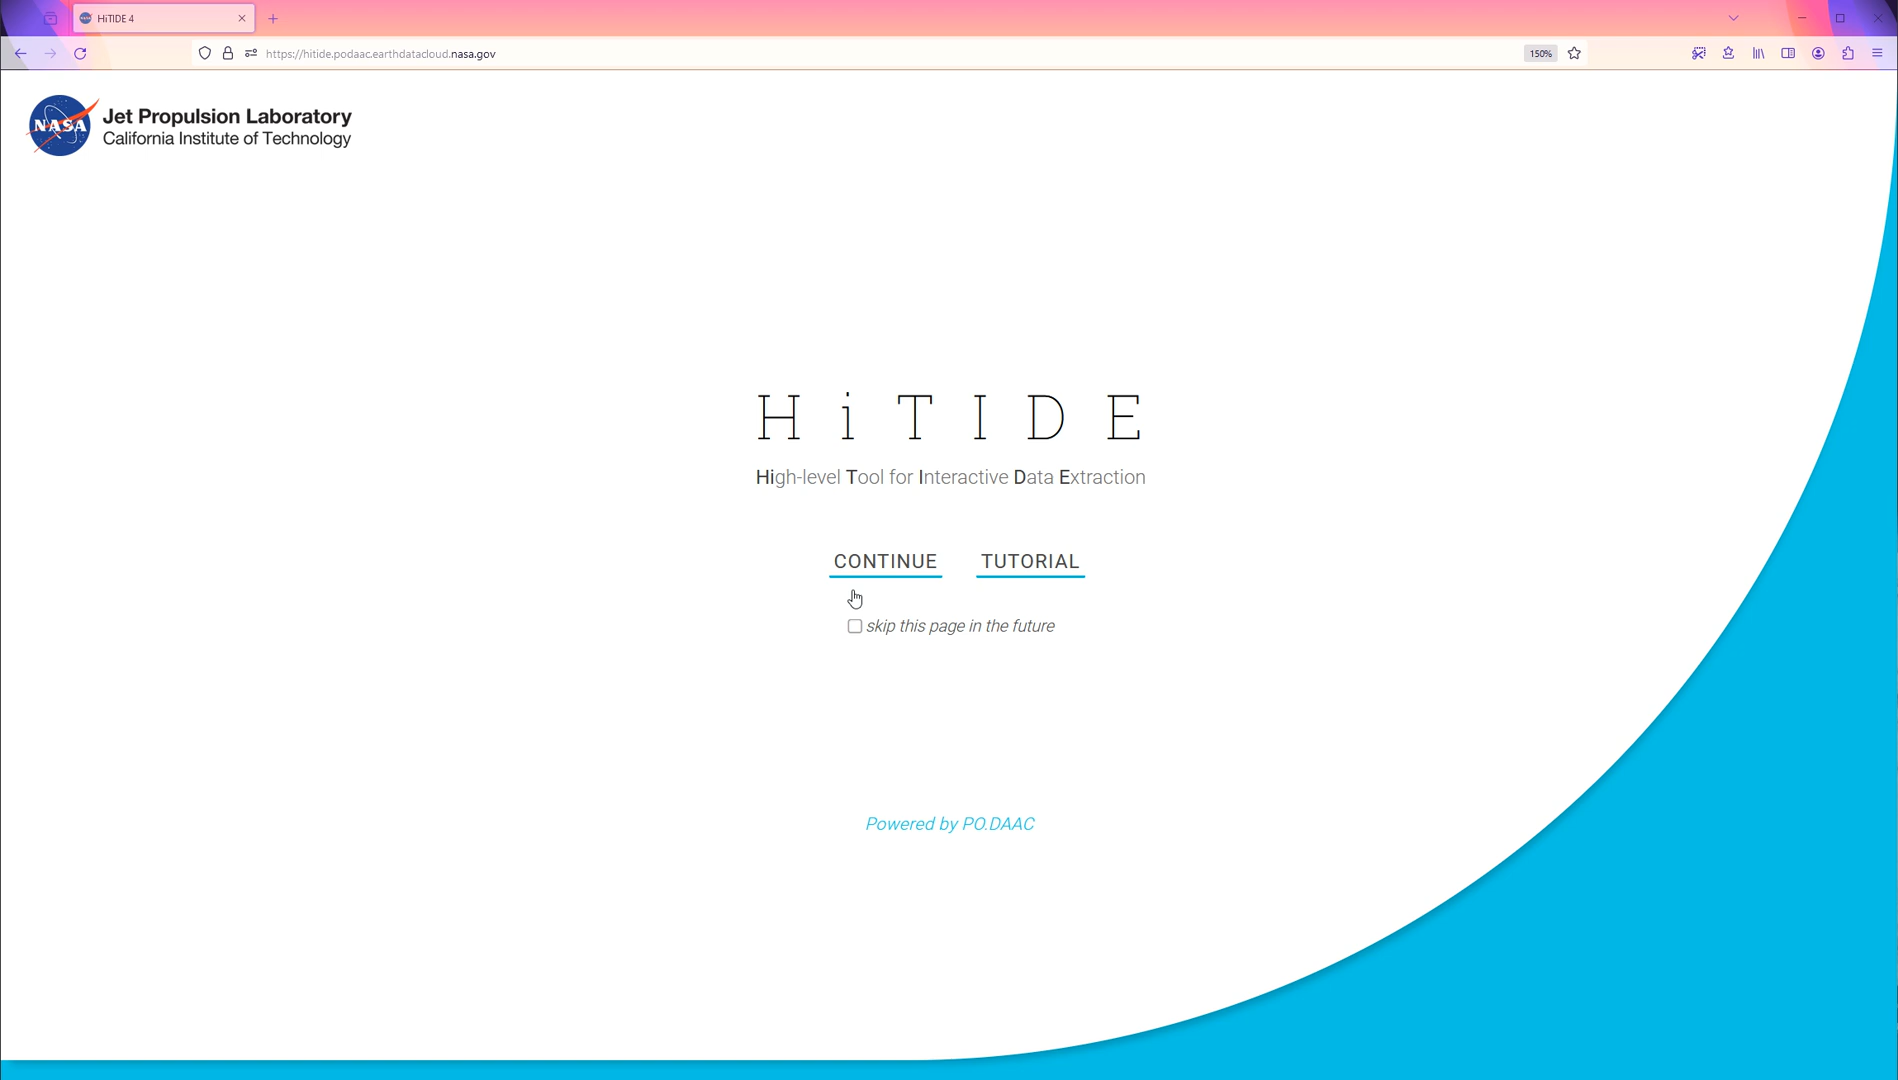 HiTIDE 4
https://hitide.podaac.earthdatacloud.nasa.gov
150%
NASA
Jet Propulsion Laboratory
California Institute of Technology
HiTIDE
High-level Tool for Interactive Data Extraction
CONTINUE TUTORIAL
skip this page in the future
Powered by PO.DAAC